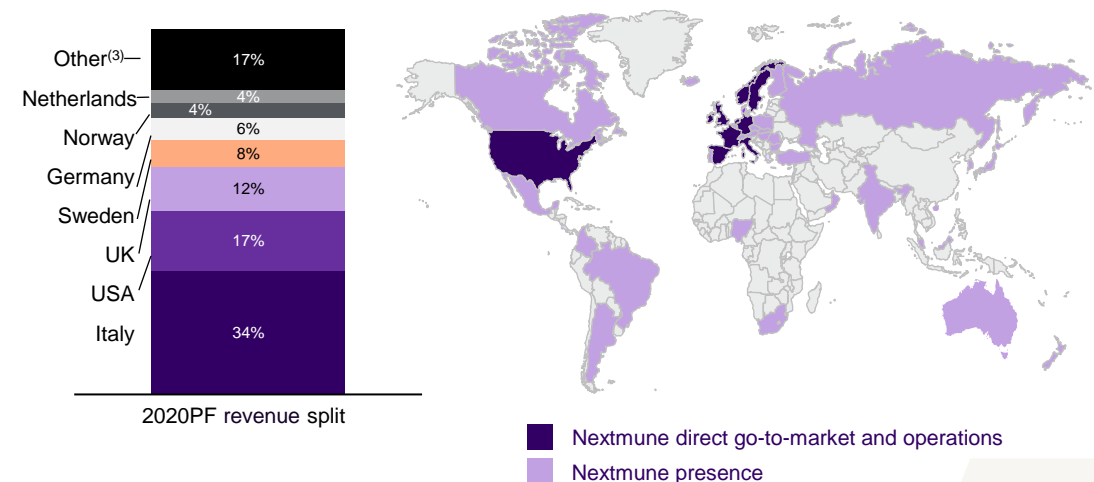 Other(3)
17%
Netherlands
4%
4%
Norway
6%
Germany
8%
Sweden
12%
UK
17%
USA
Italy
34%
2020PF revenue split
Nextmune direct go-to-market and operations
Nextmune presence